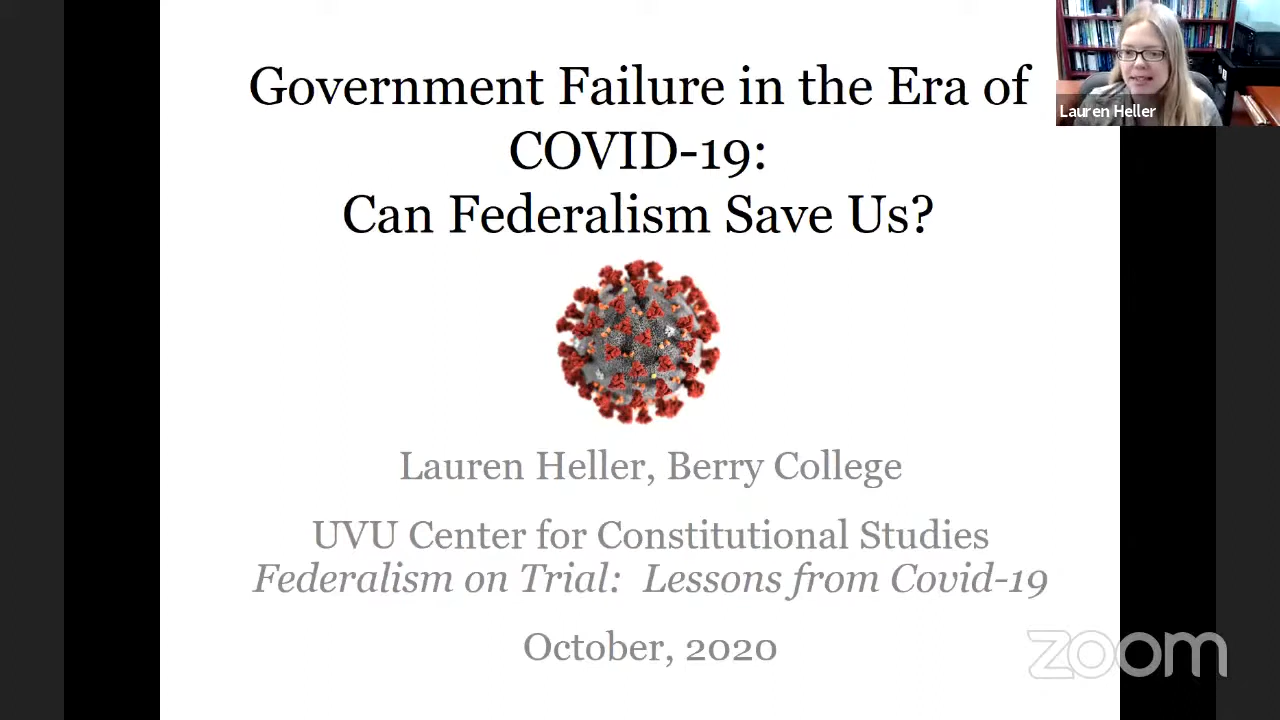 Government Failure in the Era of
COVID-19:
Can Federalism Save Us?
Lauren Heller
Lauren Heller, Berry College
UVU Center for Constitutional Studies
Federalism on Trial:  Lessons from Covid-19
October, 2020
zoom